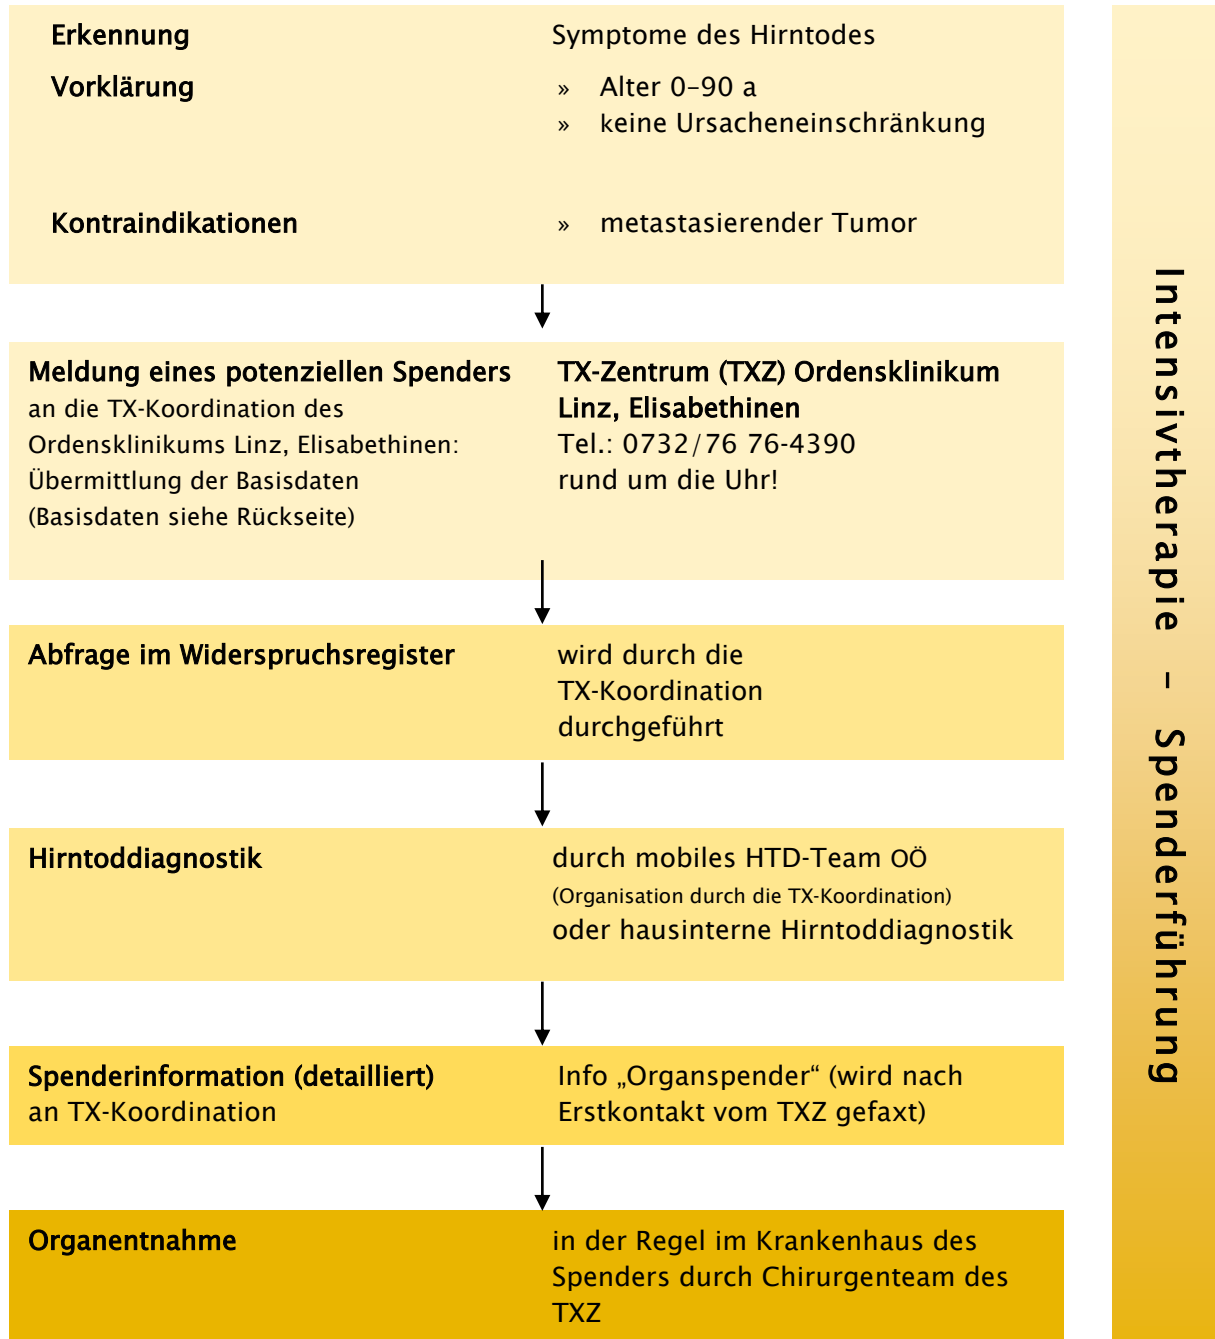 Erkennung
Symptome des Hirntodes
Vorklärung
» Alter 0–90 a
» keine Ursacheneinschränkung
Kontraindikationen
» metastasierender Tumor
Meldung eines potenziellen Spenders
an die TX-Koordination des
Ordensklinikums Linz, Elisabethinen:
Übermittlung der Basisdaten
(Basisdaten siehe Rückseite)
TX-Zentrum (TXZ) Ordensklinikum
Linz, Elisabethinen
Tel.: 0732/76 76-4390
rund um die Uhr!
Abfrage im Widerspruchsregister
wird durch die
TX-Koordination
durchgeführt
Hirntoddiagnostik
durch mobiles HTD-Team OÖ
(Organisation durch die TX-Koordination)
oder hausinterne Hirntoddiagnostik
Spenderinformation (detailliert)
an TX-Koordination
Info „Organspender“ (wird nach
Erstkontakt vom TXZ gefaxt)
Organentnahme
in der Regel im Krankenhaus des
Spenders durch Chirurgenteam des
TXZ
Intensivtherapie – Spenderführung